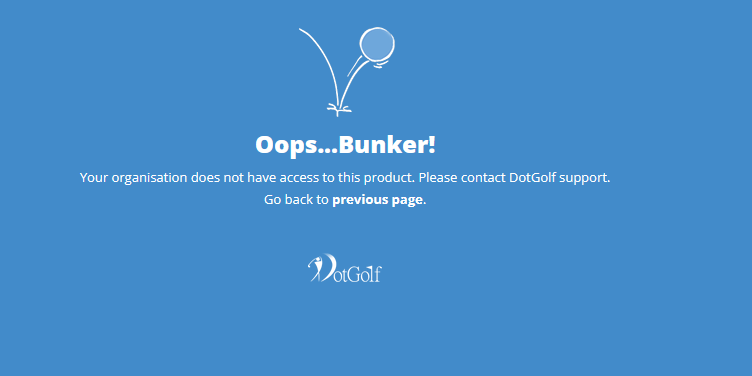 Oops...Bunker!
Your organisation does not have access to this product. Please contact DotGolf support.
Go back to previous page.
DotGolf